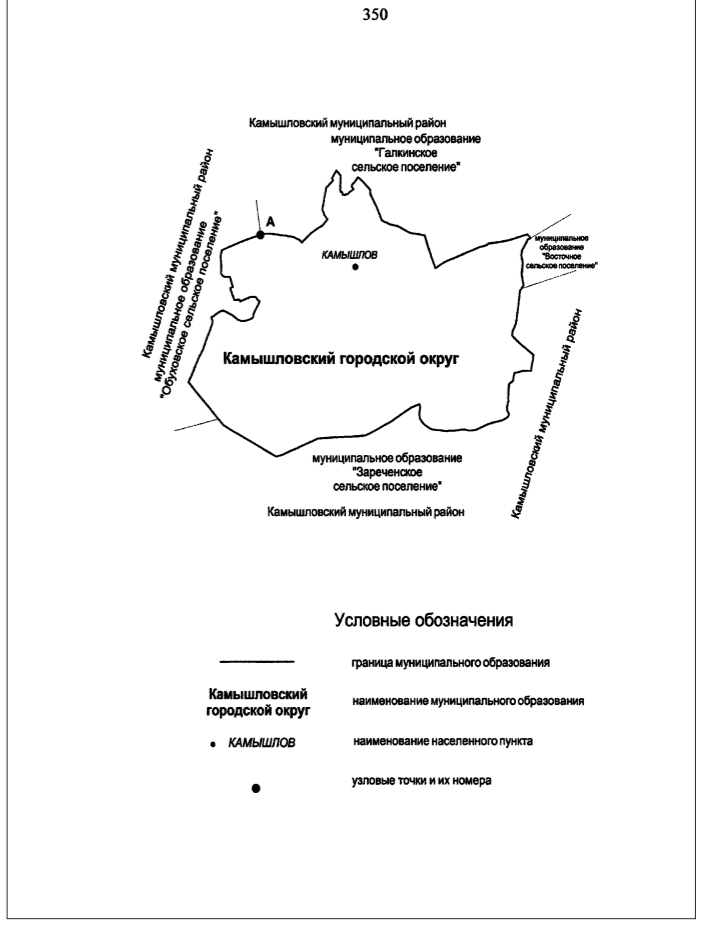 350
Камышловский муниципальный район
муниципальное образование
"Галкинское
сельское поселение"
Камышловский муниципальный район
муниципальное образование
"Обуховское сельское поселение"
А
КАМЫШЛОВ
муниципальное
образование
"Восточное
сельское поселение"
Камышловский городской округ
Камышловский муниципальный район
муниципальное образование
"Зареченское
сельское поселение"
Камышловский муниципальный район
Условные обозначения
граница муниципального образования
Камышловский
городской округ
наименование муниципального образования
КАМЫШЛОВ
наименование населенного пункта
узловые точки и их номера